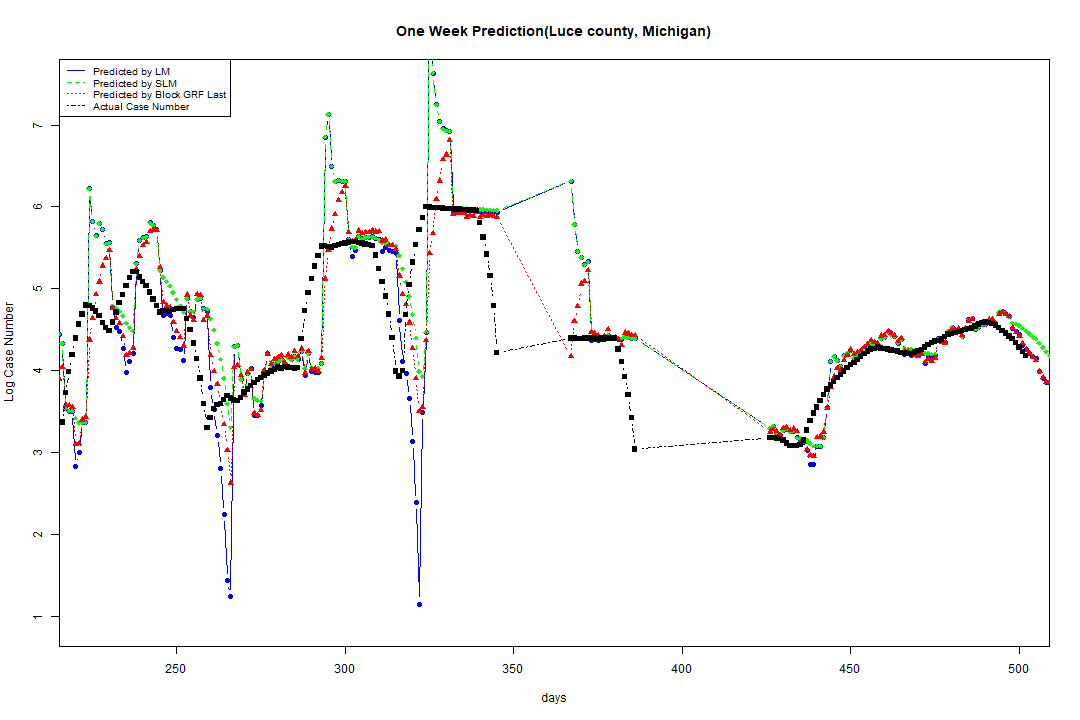 One Week Prediction(Luce county, Michigan)
Predicted by LM
Predicted by SLM
Predicted by Block GRF Last
Actual Case Number
Log Case Number
7
6
5
4
3
2
1
250 300 350 400 450 500
days